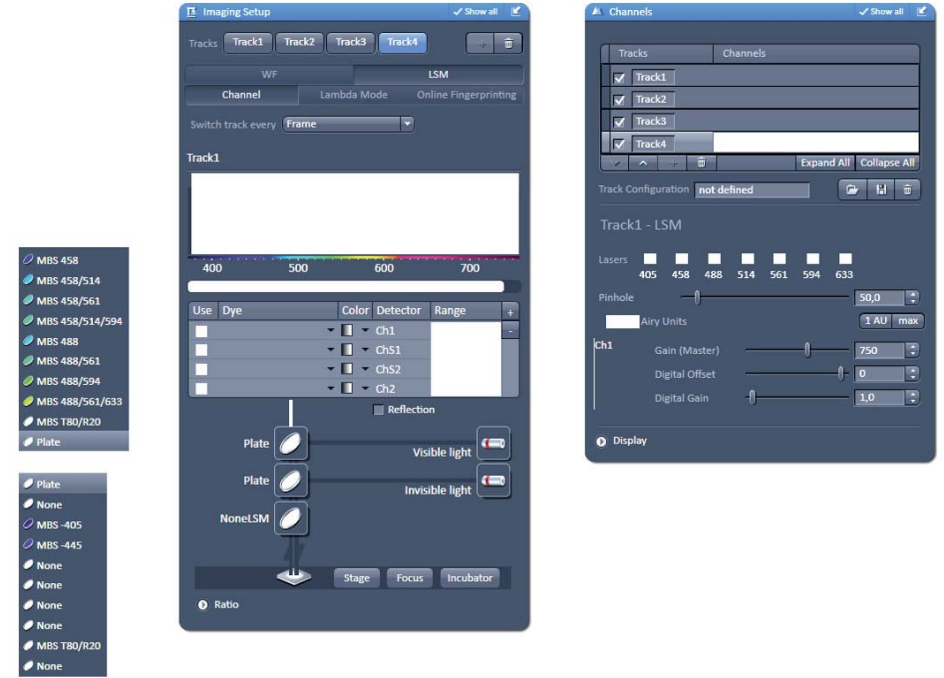 MBS 458
MBS 458/514
MBS 458/561
MBS 458/514/594
MBS 488
MBS 488/561
MBS 488/594
MBS 488/561/633
MBS T80/R20
Plate
Plate
None
MBS -405
MBS -445
None
None
None
None
MBS T80/R20
None
Imaging Setup Show all
Tracks Track1 Track2 Track3 Track4 +
WF LSM
Channel Lambda Mode Online Fingerprinting
Switch track every Frame
Track1
400 500 600 700
Use Dye Color Detector Range +
Ch1 -
ChS1
ChS2
Ch2
Reflection
Plate Visible light
Plate Invisible light
NoneLSM
Stage Focus Incubator
Ratio
Channels Show all
Tracks Channels
Track1
Track2
Track3
Track4
+ Expand All Collapse All
Track Configuration not defined
Track1 - LSM
Lasers
405 458 488 514 561 594 633
Pinhole 50,0
Airy Units 1 AU max
Ch1 Gain (Master) 750
Digital Offset 0
Digital Gain 1,0
Display